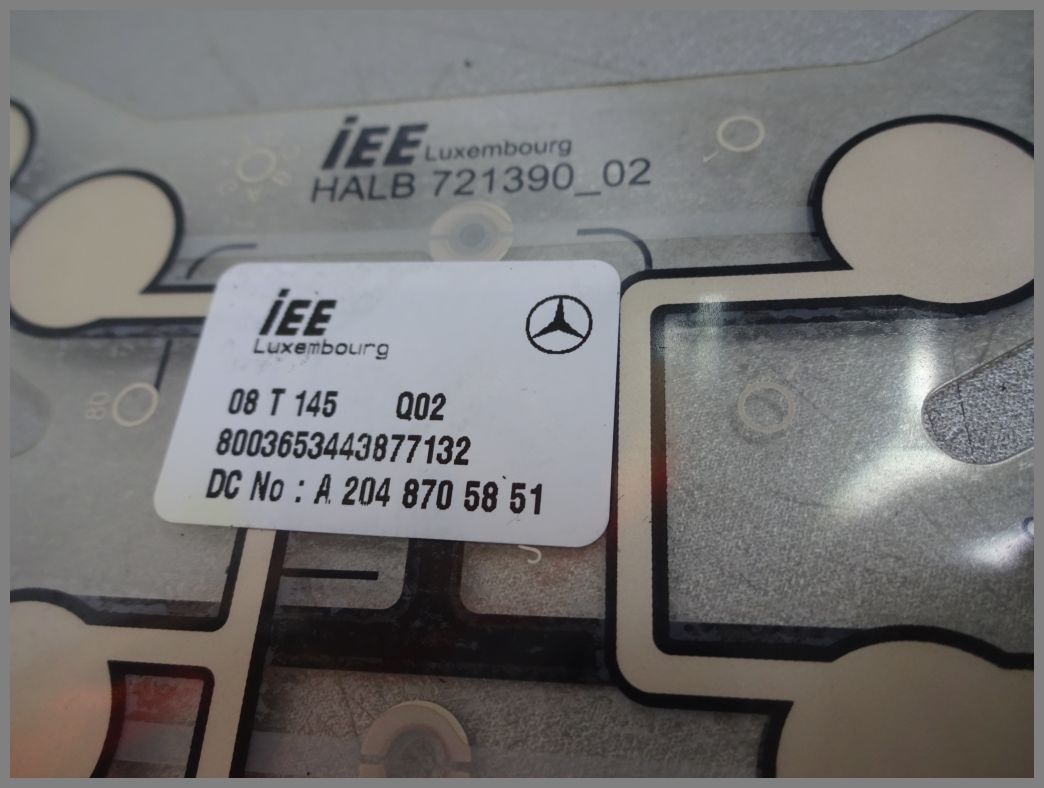 iEE Luxembourg
HALB 721390_02
iEE
Luxembourg
08 T 145 Q02
8003653443877132
DC No : A 204 870 58 51